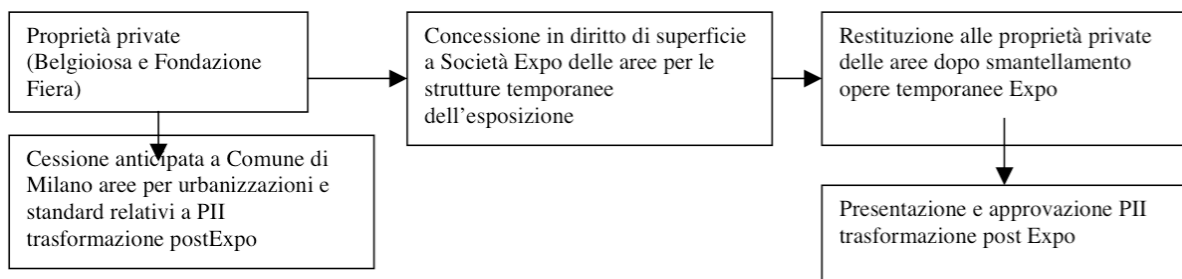 Proprietà private
(Belgioiosa e Fondazione
Fiera)
Concessione in diritto di superficie
a Società Expo delle aree per le
strutture temporanee
dell'esposizione
Restituzione alle proprietà private
delle aree dopo smantellamento
opere temporanee Expo
Cessione anticipata a Comune di
Milano aree per urbanizzazioni e
standard relativi a PII
trasformazione postExpo
Presentazione e approvazione PII
trasformazione post Expo